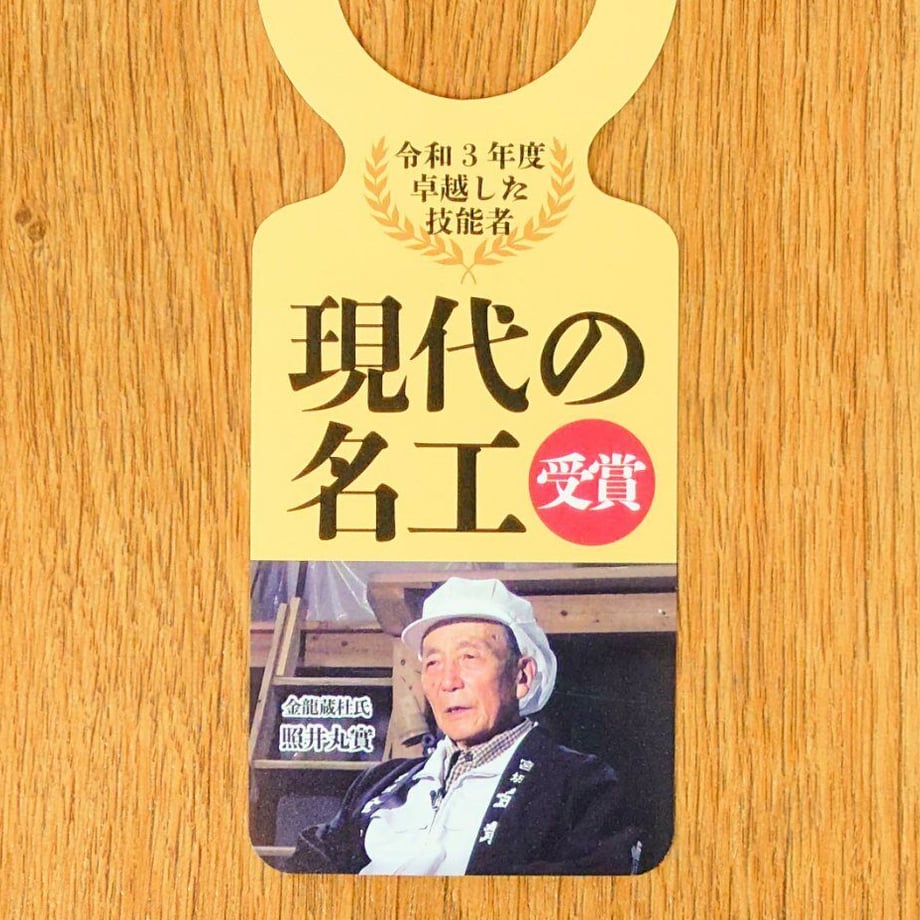 令和3年度
卓越した
技能者
現代の
名工
受賞
金龍蔵杜氏
照井丸實